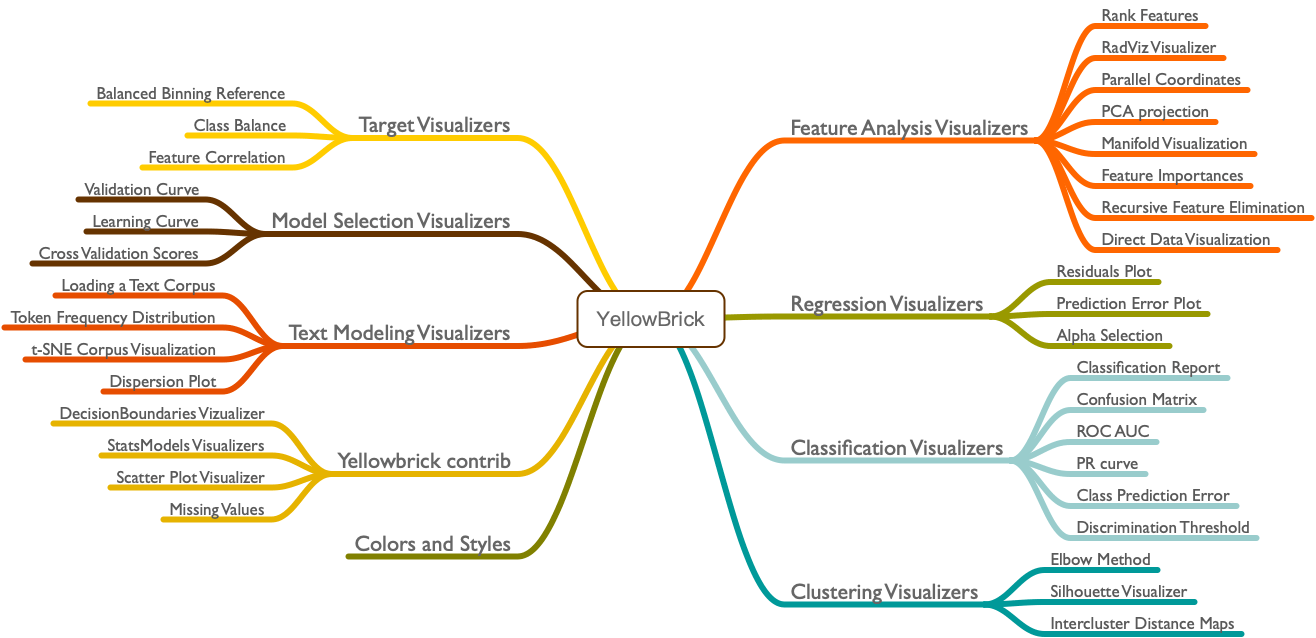 YellowBrick
Target Visualizers
Balanced Binning Reference
Class Balance
Feature Correlation
Model Selection Visualizers
Validation Curve
Learning Curve
Cross Validation Scores
Text Modeling Visualizers
Loading a Text Corpus
Token Frequency Distribution
t-SNE Corpus Visualization
Dispersion Plot
Yellowbrick contrib
DecisionBoundaries Vizualizer
StatsModels Visualizers
Scatter Plot Visualizer
Missing Values
Colors and Styles
Feature Analysis Visualizers
Rank Features
RadViz Visualizer
Parallel Coordinates
PCA projection
Manifold Visualization
Feature Importances
Recursive Feature Elimination
Direct Data Visualization
Regression Visualizers
Residuals Plot
Prediction Error Plot
Alpha Selection
Classification Visualizers
Classification Report
Confusion Matrix
ROC AUC
PR curve
Class Prediction Error
Discrimination Threshold
Clustering Visualizers
Elbow Method
Silhouette Visualizer
Intercluster Distance Maps